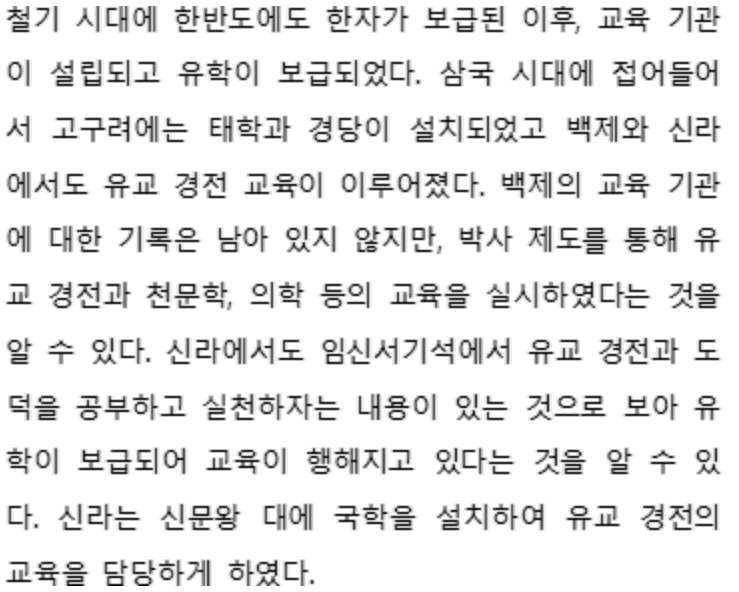 철기 시대에 한반도에도 한자가 보급된 이후, 교육 기관
이 설립되고 유학이 보급되었다. 삼국 시대에 접어들어
서 고구려에는 태학과 경당이 설치되었고 백제와 신라
에서도 유교 경전 교육이 이루어졌다. 백제의 교육 기관
에 대한 기록은 남아 있지 않지만, 박사 제도를 통해 유
교 경전과 천문학, 의학 등의 교육을 실시하였다는 것을
알 수 있다. 신라에서도 임신서기석에서 유교 경전과 도
덕을 공부하고 실천하자는 내용이 있는 것으로 보아 유
학이 보급되어 교육이 행해지고 있다는 것을 알 수 있
다. 신라는 신문왕 대에 국학을 설치하여 유교 경전의
교육을 담당하게 하였다.